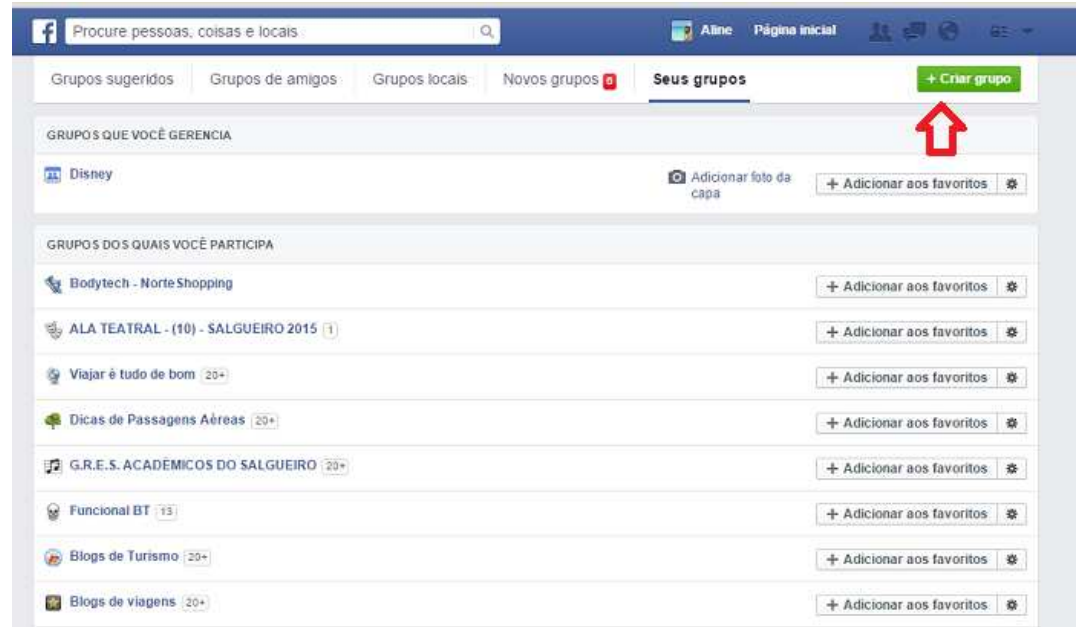 f Procure pessoas, coisas e locais Aline Página inicial
Grupos sugeridos Grupos de amigos Grupos locais Novos grupos Seus grupos + Criar grupo
GRUPOS QUE VOCÊ GERENCIA
Disney Adicionar foto da capa + Adicionar aos favoritos
GRUPOS DOS QUAIS VOCÊ PARTICIPA
Bodytech - NorteShopping + Adicionar aos favoritos
ALA TEATRAL - (10) - SALGUEIRO 2015 1 + Adicionar aos favoritos
Viajar é tudo de bom 20+ + Adicionar aos favoritos
Dicas de Passagens Aéreas 20+ + Adicionar aos favoritos
G.R.E.S. ACADÊMICOS DO SALGUEIRO 20+ + Adicionar aos favoritos
Funcional BT 13 + Adicionar aos favoritos
Blogs de Turismo 20+ + Adicionar aos favoritos
Blogs de viagens 20+ + Adicionar aos favoritos